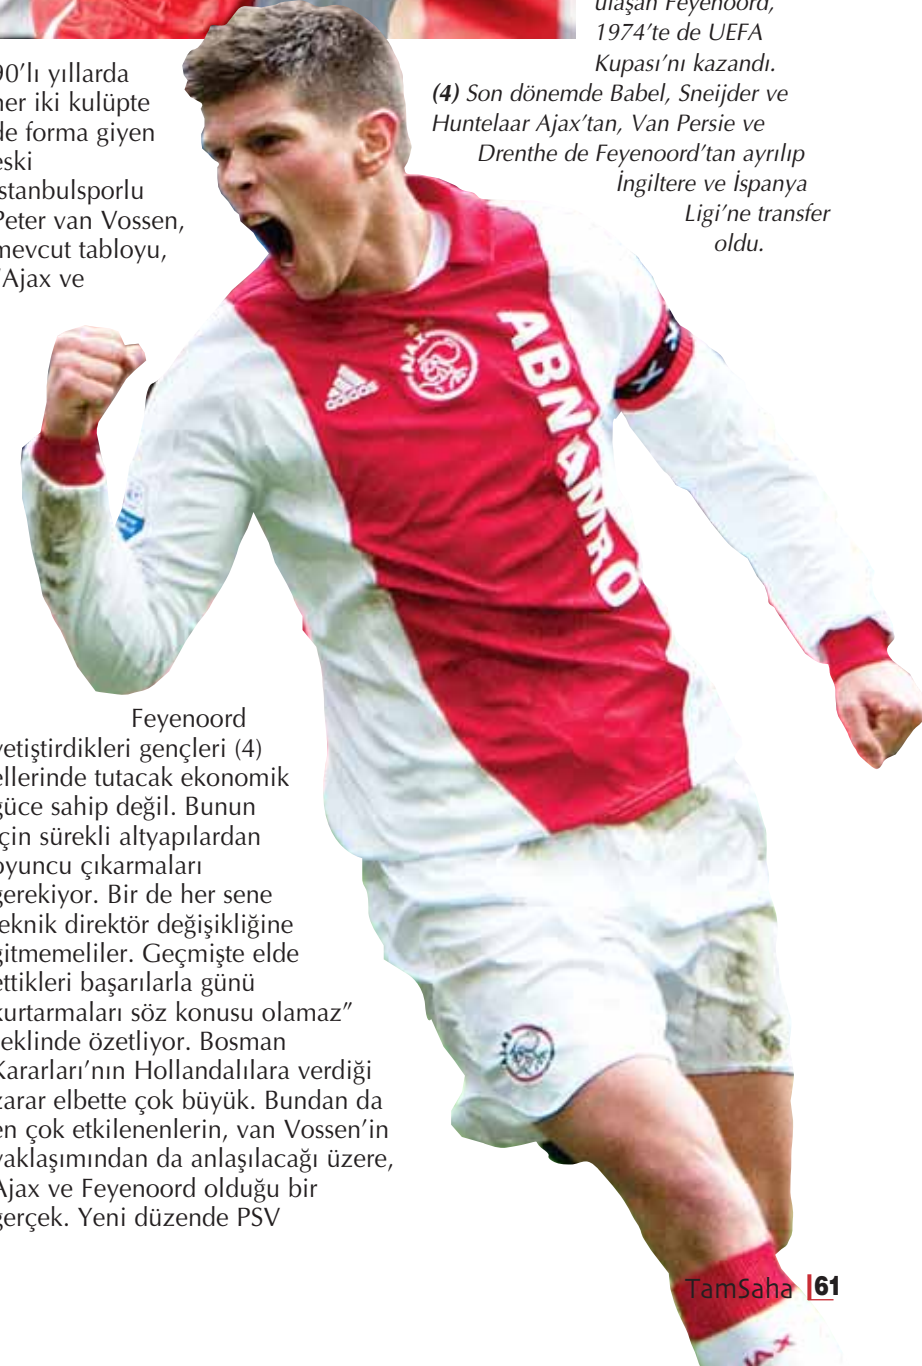 ulaşan Feyenoord,
1974’te de UEFA
Kupası’nı kazandı.
(4) Son dönemde Babel, Sneijder ve
Huntelaar Ajax’tan, Van Persie ve
Drenthe de Feyenoord’tan ayrılıp
İngiltere ve İspanya
Ligi’ne transfer
oldu.
90’lı yıllarda
her iki kulüpte
de forma giyen
eski
İstanbulsporlu
Peter van Vossen,
mevcut tabloyu,
“Ajax ve
Feyenoord
yetiştirdikleri gençleri (4)
ellerinde tutacak ekonomik
güce sahip değil. Bunun
için sürekli altyapılardan
oyuncu çıkarmaları
gerekiyor. Bir de her sene
teknik direktör değişikliğine
gitmemeliler. Geçmişte elde
ettikleri başarılarla günü
kurtarmaları söz konusu olamaz”
şeklinde özetliyor. Bosman
Kararları’nın Hollandalılara verdiği
zarar elbette çok büyük. Bundan da
en çok etkilenenlerin, van Vossen’in
yaklaşımından da anlaşılacağı üzere,
Ajax ve Feyenoord olduğu bir
gerçek. Yeni düzende PSV
adidas
AJAX
ABN AMRO
TamSaha 61